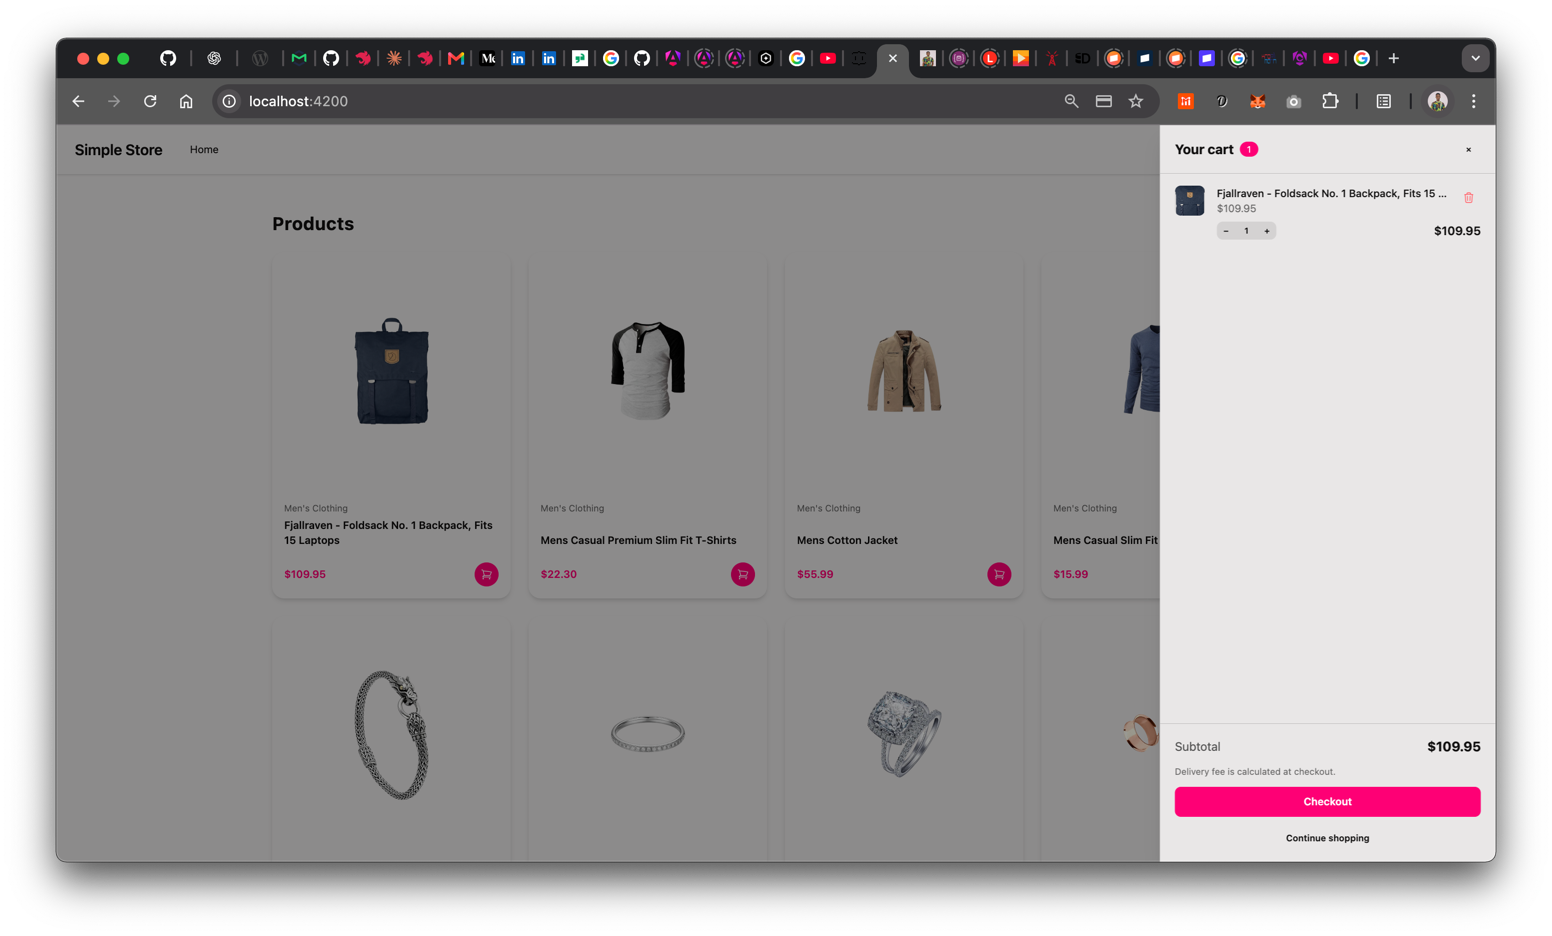 localhost:4200
Simple Store
Home
Products
Men's Clothing
Fjallraven - Foldsack No. 1 Backpack, Fits
15 Laptops
$109.95
Men's Clothing
Mens Casual Premium Slim Fit T-Shirts
$22.30
Men's Clothing
Mens Cotton Jacket
$55.99
Men's Clothing
Mens Casual Slim Fit
$15.99
Your cart 1
×
Fjallraven - Foldsack No. 1 Backpack, Fits 15 ...
$109.95
− 1 +
$109.95
Subtotal
$109.95
Delivery fee is calculated at checkout.
Checkout
Continue shopping